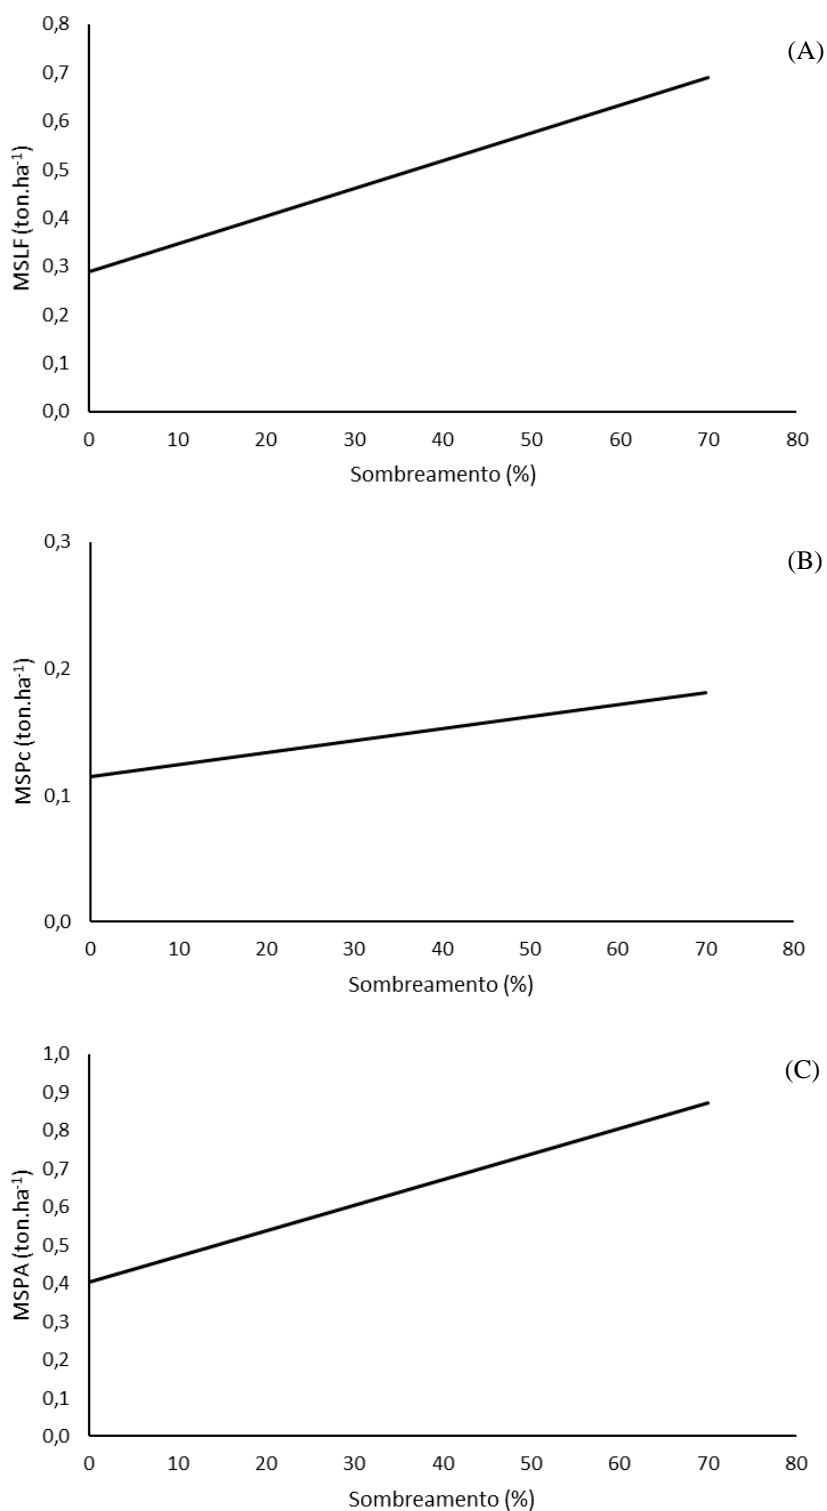 (A)
MSLF (ton.ha⁻¹)
0,8
0,7
0,6
0,5
0,4
0,3
0,2
0,1
0,0
0 10 20 30 40 50 60 70 80
Sombreamento (%)
(B)
MSPc (ton.ha⁻¹)
0,3
0,2
0,1
0,0
0 10 20 30 40 50 60 70 80
Sombreamento (%)
(C)
MSPA (ton.ha⁻¹)
1,0
0,9
0,8
0,7
0,6
0,5
0,4
0,3
0,2
0,1
0,0
0 10 20 30 40 50 60 70 80
Sombreamento (%)